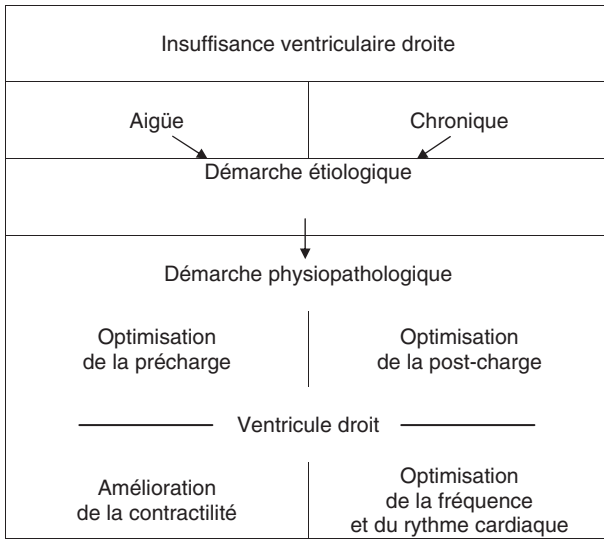 Insuffisance ventriculaire droite
Aigüe
Chronique
Démarche étiologique
Démarche physiopathologique
Optimisation
de la précharge
Optimisation
de la post-charge
Ventricule droit
Amélioration
de la contractilité
Optimisation
de la fréquence
et du rythme cardiaque